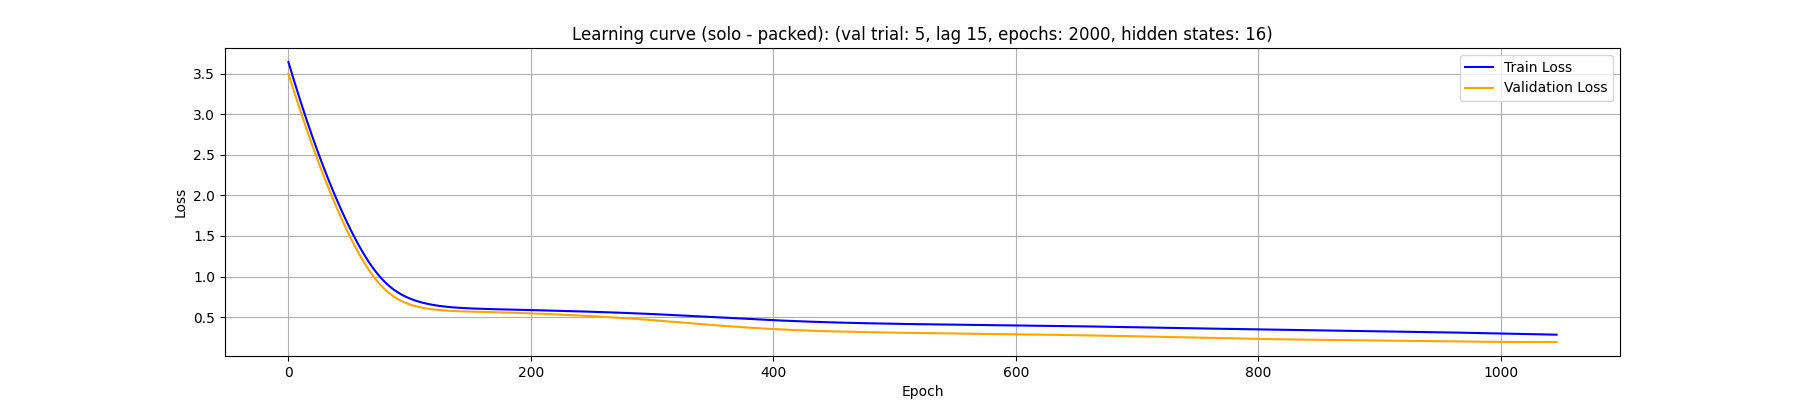 Learning curve (solo - packed): (val trial: 5, lag 15, epochs: 2000, hidden states: 16)
Train Loss
Validation Loss
3.5
3.0
2.5
2.0
1.5
1.0
0.5
Loss
0 200 400 600 800 1000
Epoch